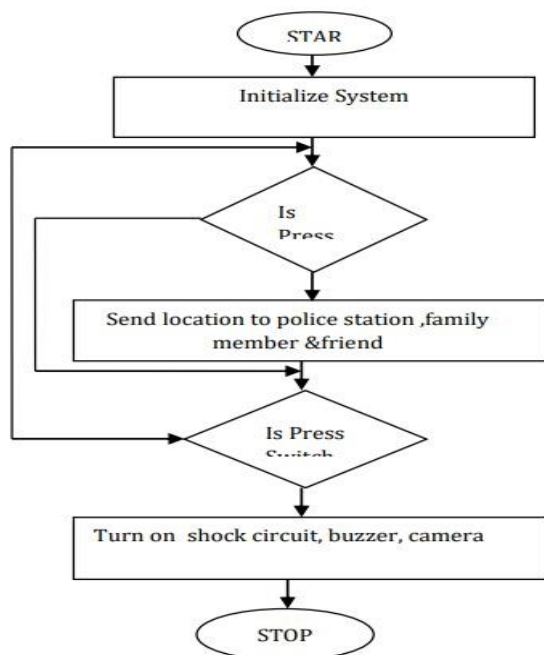 STAR
Initialize System
Is
Press
Send location to police station ,family
member &friend
Is Press
Switch
Turn on shock circuit, buzzer, camera
STOP